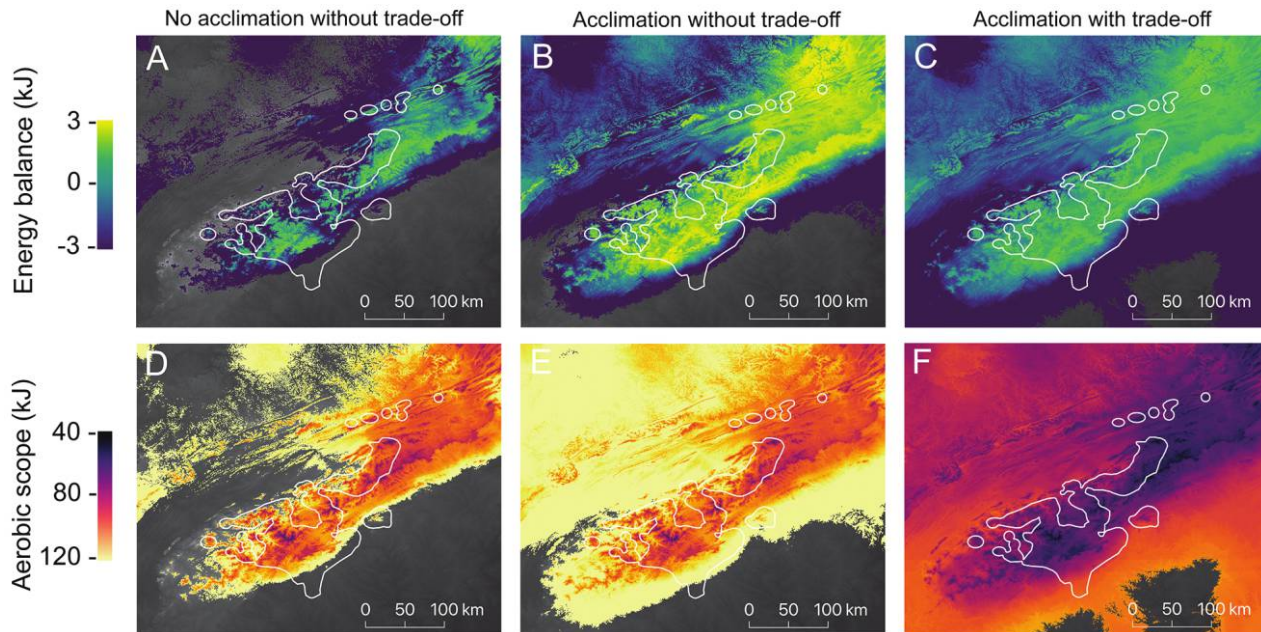 No acclimation without trade-off
Acclimation without trade-off
Acclimation with trade-off
A
B
C
Energy balance (kJ)
3
0
-3
0 50 100 km
0 50 100 km
0 50 100 km
D
E
F
Aerobic scope (kJ)
40
80
120
0 50 100 km
0 50 100 km
0 50 100 km